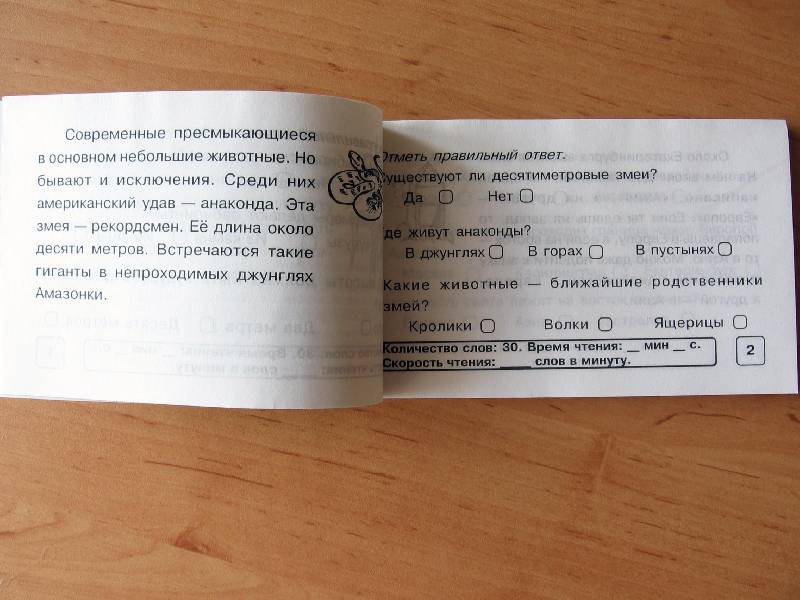 Современные пресмыкающиеся
в основном небольшие животные. Но
бывают и исключения. Среди них
американский удав — анаконда. Эта
змея — рекордсмен. Её длина около
десяти метров. Встречаются такие
гиганты в непроходимых джунглях
Амазонки.
Отметь правильный ответ.
Существуют ли десятиметровые змеи?
Да Нет
Где живут анаконды?
В джунглях В горах В пустынях
Какие животные — ближайшие родственники
змей?
Кролики Волки Ящерицы
Количество слов: 30. Время чтения: __ мин __ с.
Скорость чтения: ____ слов в минуту.
2